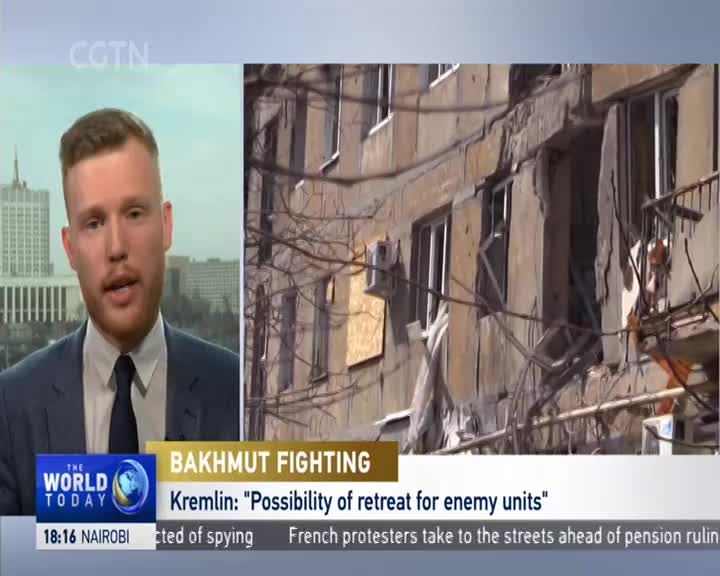 CGTN
BAKHMUT FIGHTING
THE WORLD TODAY
Kremlin: "Possibility of retreat for enemy units"
18:16 NAIROBI
cted of spying French protesters take to the streets ahead of pension rulin